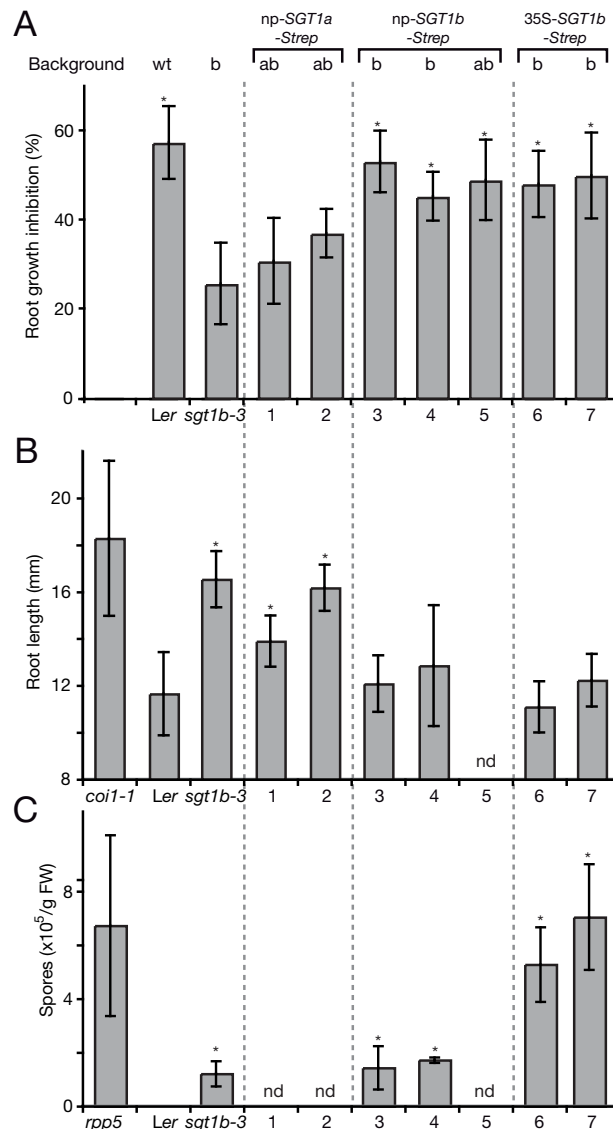 A
np-SGT1a
-Strep
np-SGT1b
-Strep
35S-SGT1b
-Strep
Background wt b ab ab b b ab b b
Root growth inhibition (%)
60
40
20
0
* * * * * *
Ler sgt1b-3 1 2 3 4 5 6 7
B
Root length (mm)
20
16
12
8
* * *
nd
coi1-1 Ler sgt1b-3 1 2 3 4 5 6 7
C
Spores (x10⁵/g FW)
8
4
0
* * * * *
nd nd nd
rpp5 Ler sgt1b-3 1 2 3 4 5 6 7